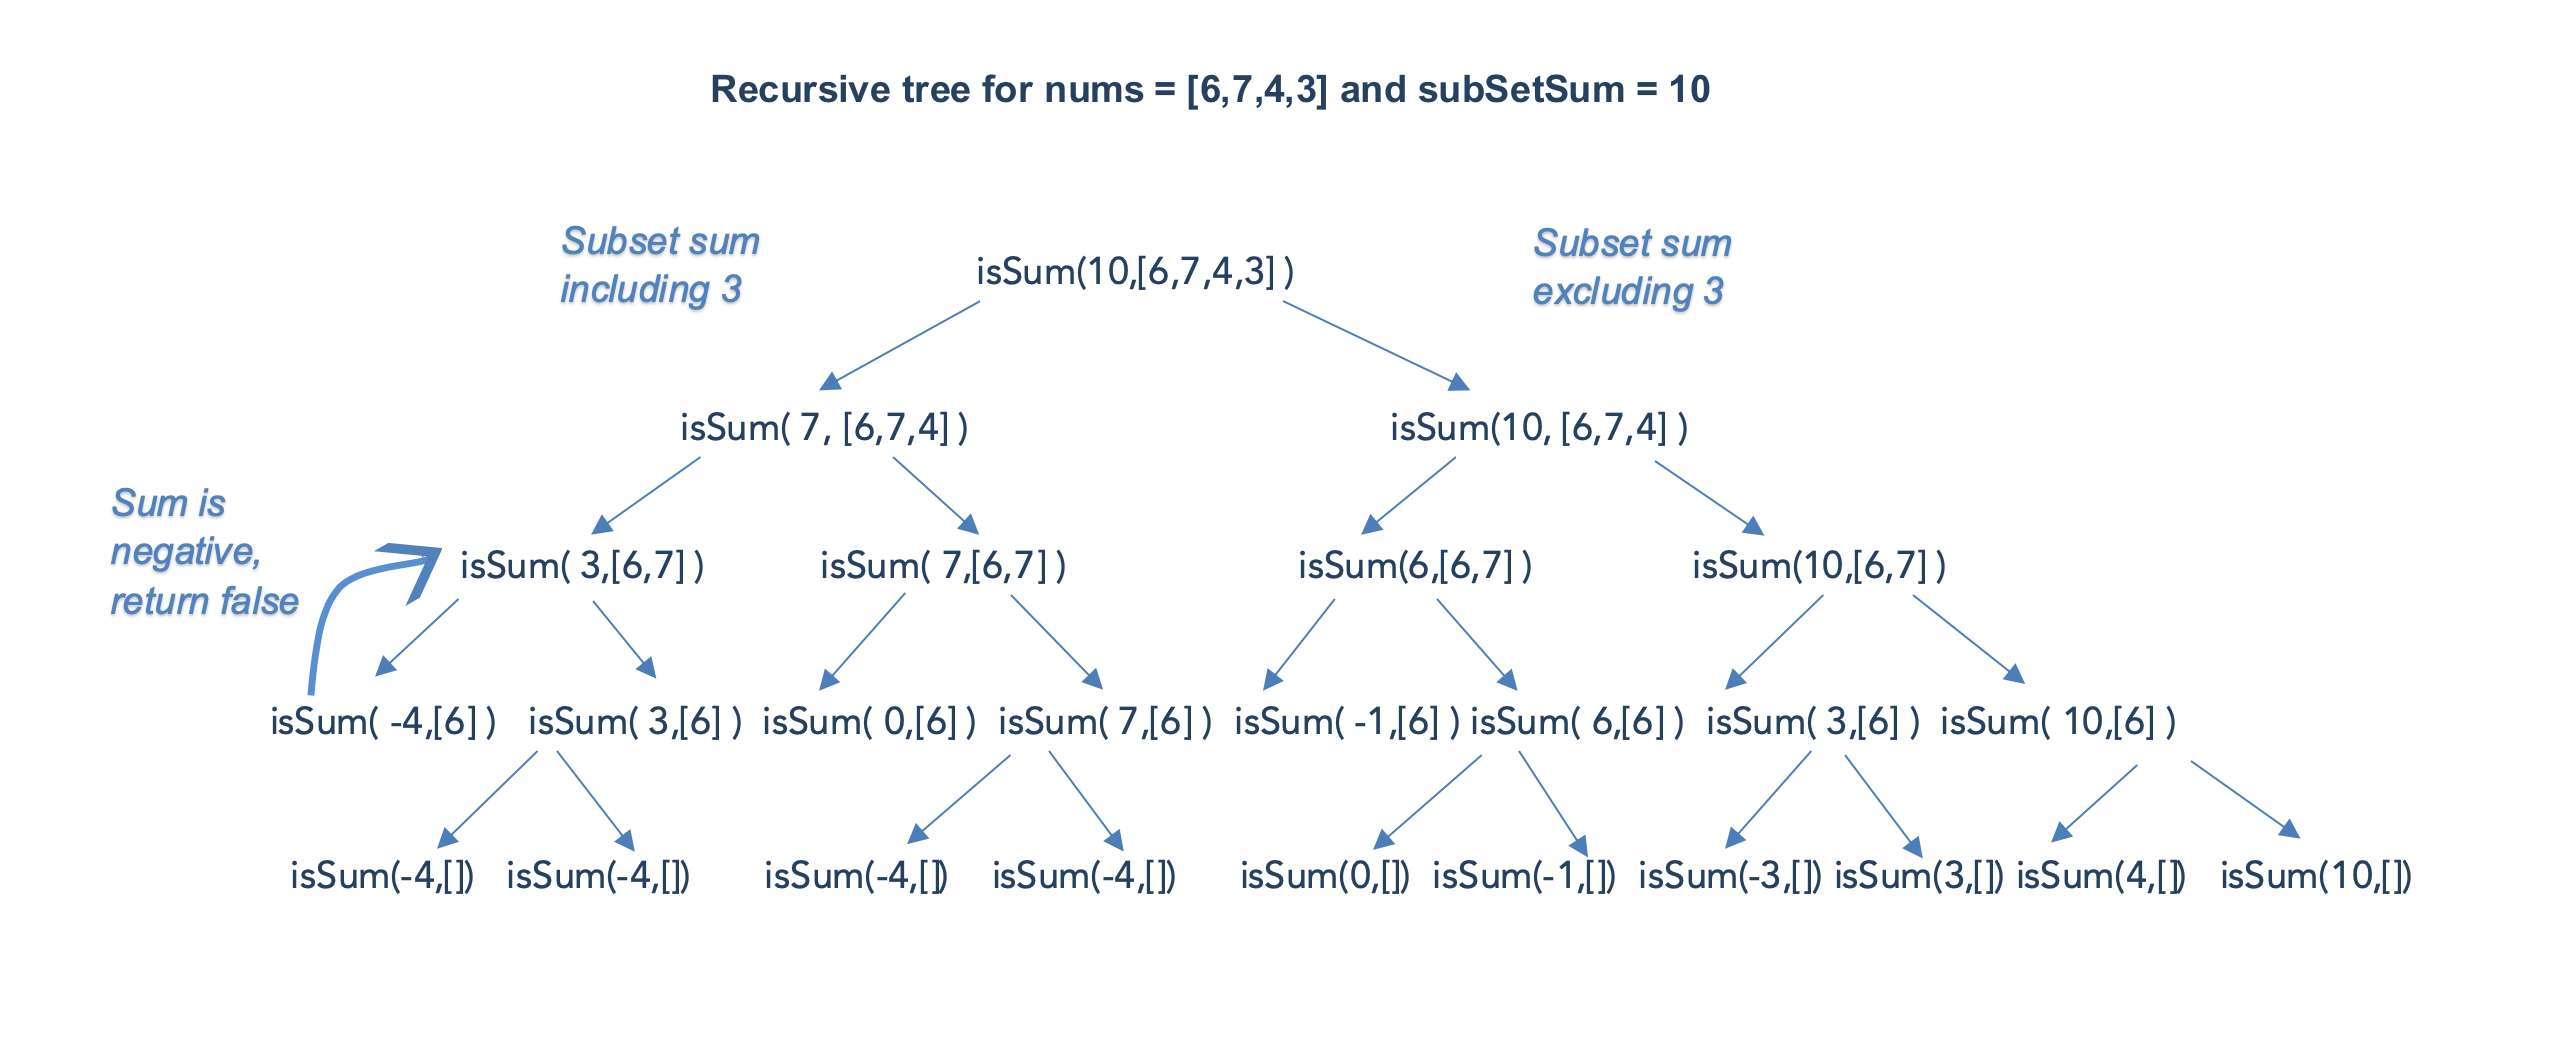 Recursive tree for nums = [6,7,4,3] and subSetSum = 10
Subset sum
including 3
isSum(10,[6,7,4,3] )
Subset sum
excluding 3
isSum( 7, [6,7,4] )
isSum(10, [6,7,4] )
Sum is
negative,
return false
isSum( 3,[6,7] )
isSum( 7,[6,7] )
isSum(6,[6,7] )
isSum(10,[6,7] )
isSum( -4,[6] )
isSum( 3,[6] )
isSum( 0,[6] )
isSum( 7,[6] )
isSum( -1,[6] )
isSum( 6,[6] )
isSum( 3,[6] )
isSum( 10,[6] )
isSum(-4,[])
isSum(-4,[])
isSum(-4,[])
isSum(-4,[])
isSum(0,[])
isSum(-1,[])
isSum(-3,[])
isSum(3,[])
isSum(4,[])
isSum(10,[])